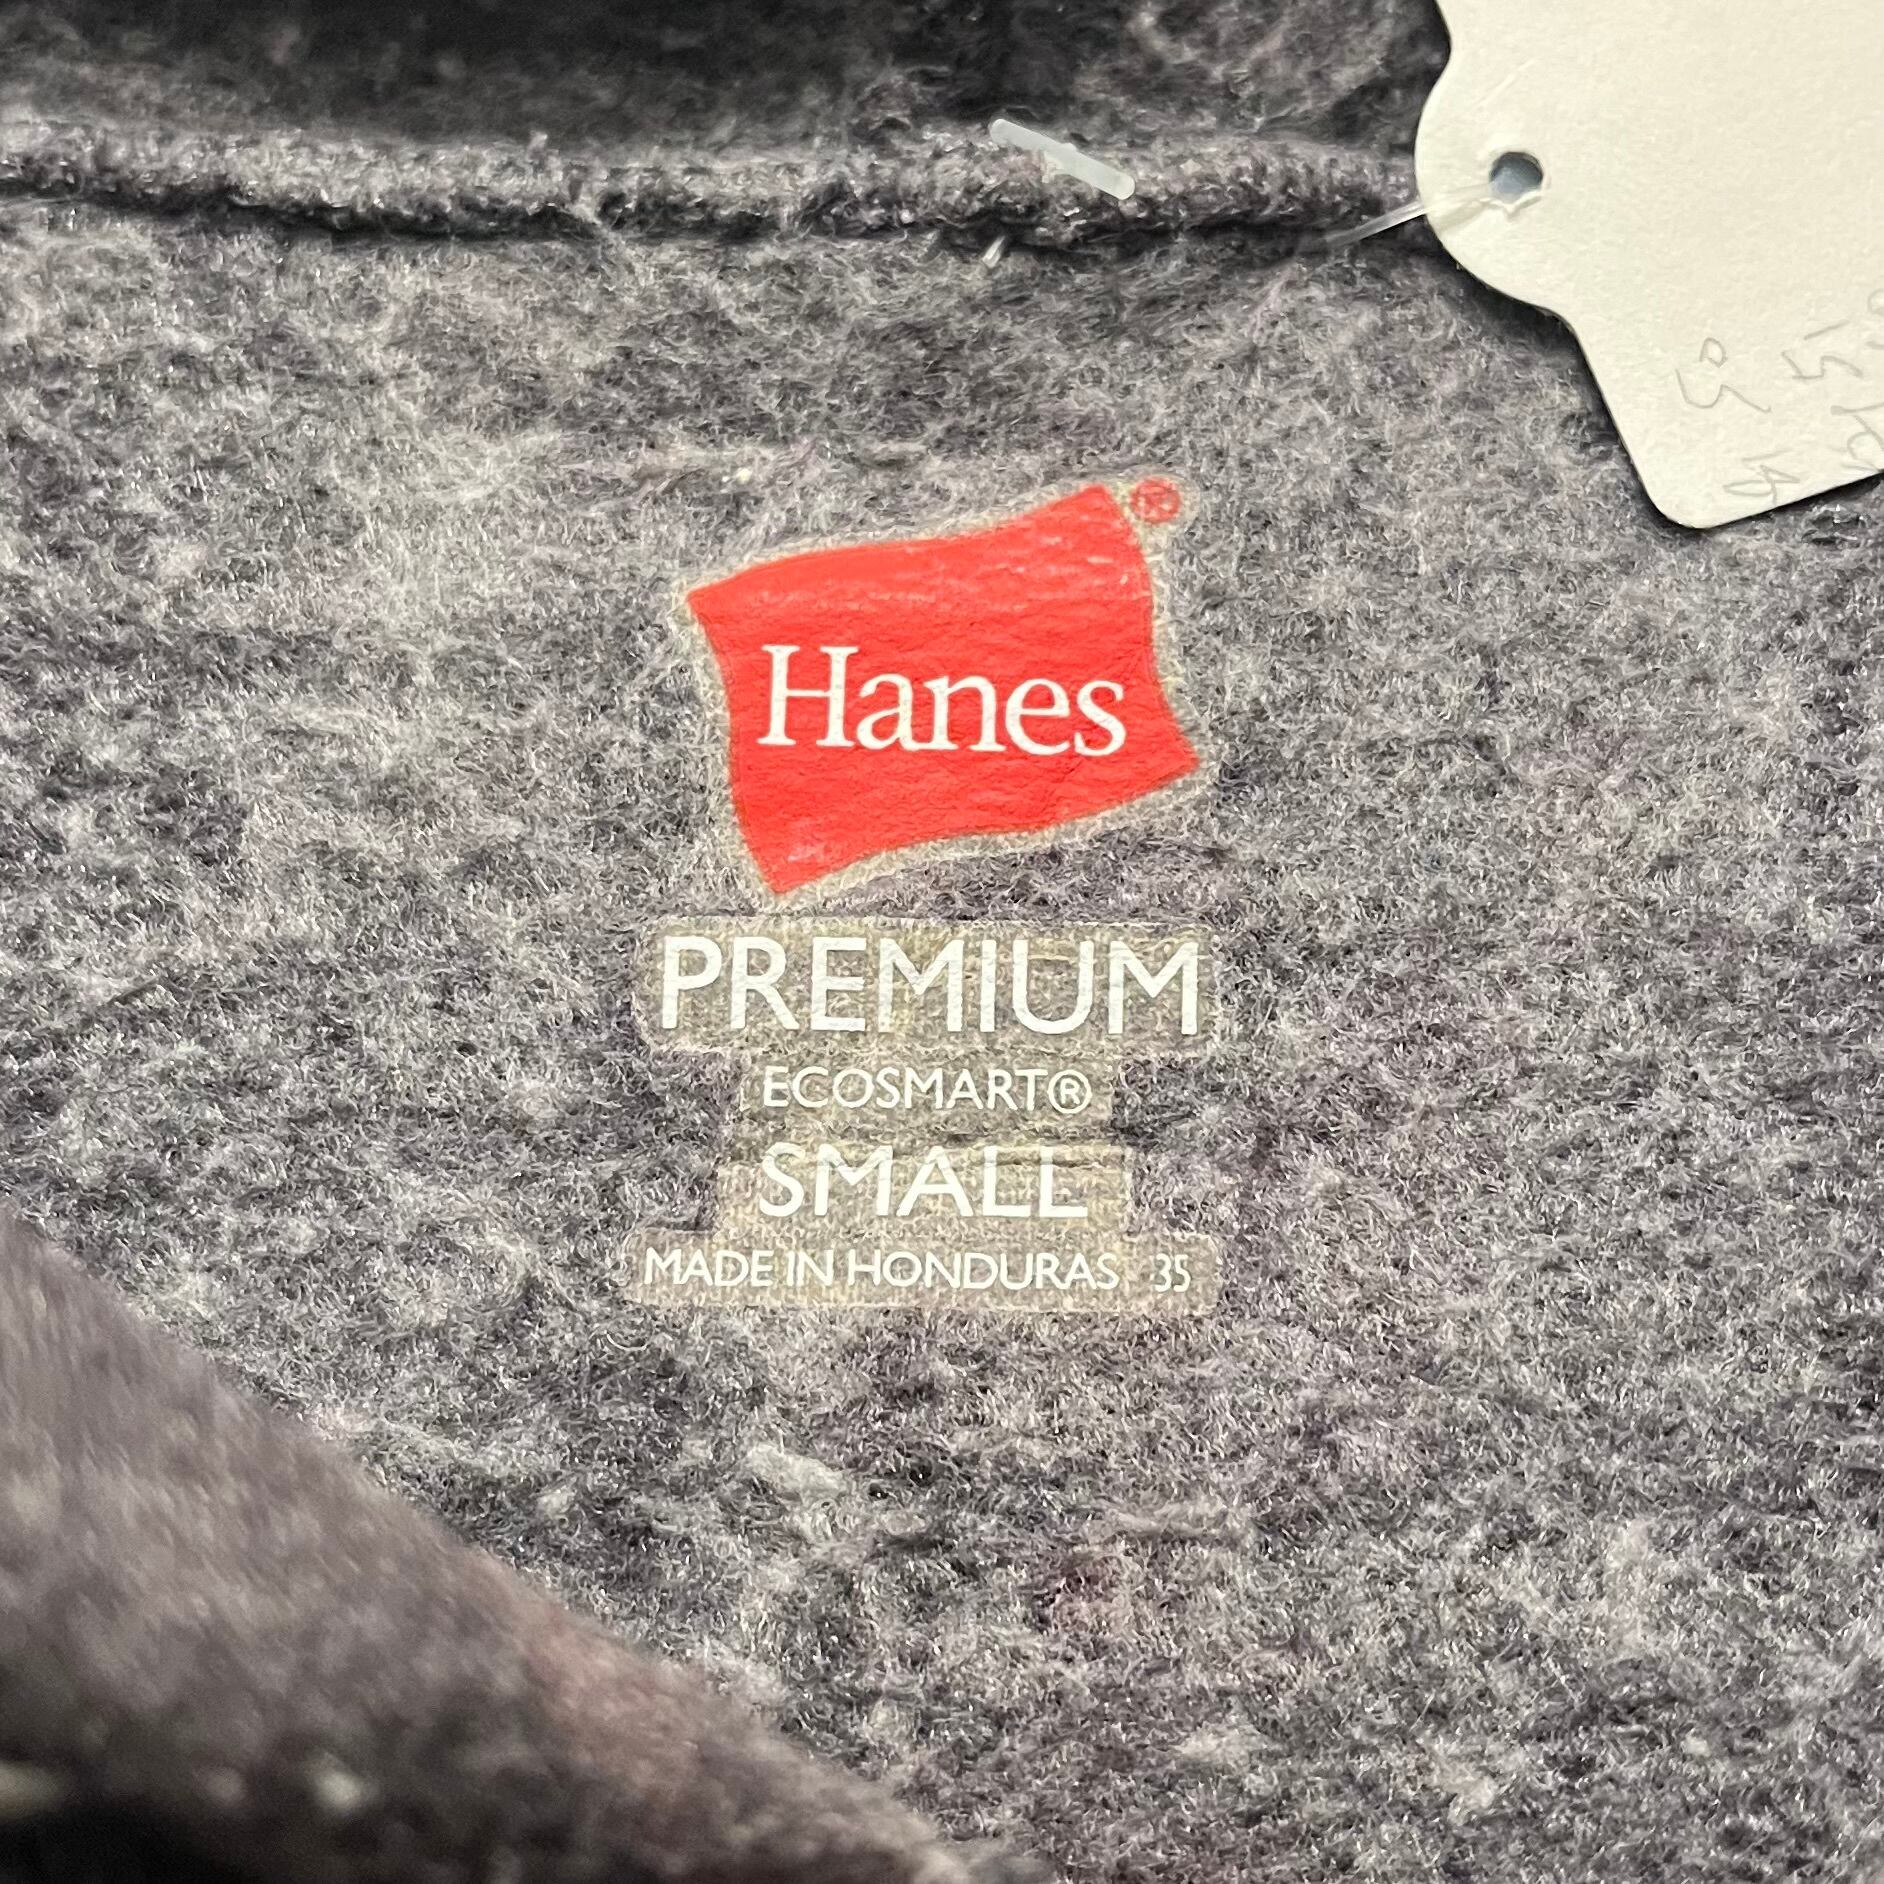 Hanes®
PREMIUM
ECOSMART®
SMALL
MADE IN HONDURAS 35